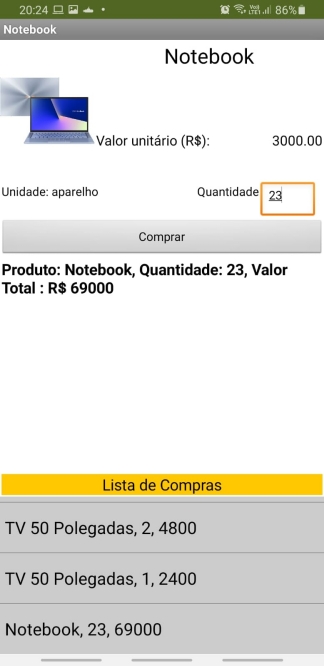 20:24 86%
Notebook
Notebook
Valor unitário (R$): 3000.00
Unidade: aparelho Quantidade 23
Comprar
Produto: Notebook, Quantidade: 23, Valor
Total : R$ 69000
Lista de Compras
TV 50 Polegadas, 2, 4800
TV 50 Polegadas, 1, 2400
Notebook, 23, 69000